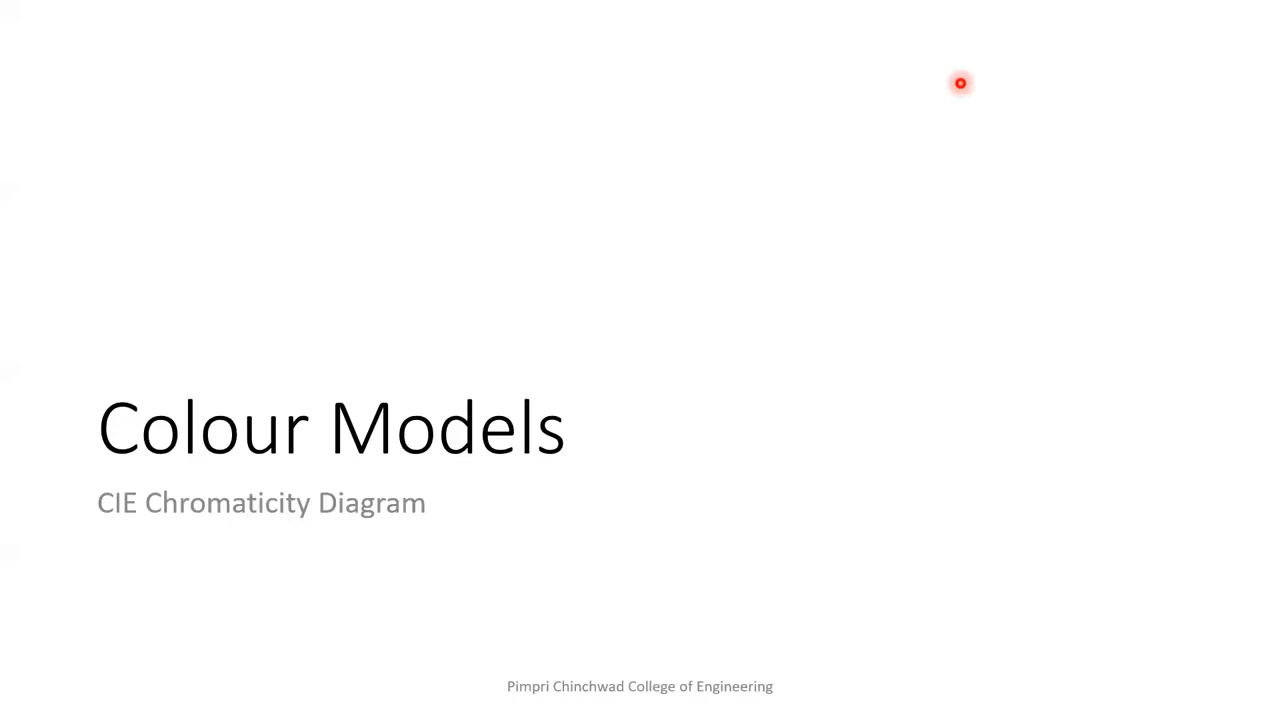 Colour Models
CIE Chromaticity Diagram
Pimpri Chinchwad College of Engineering